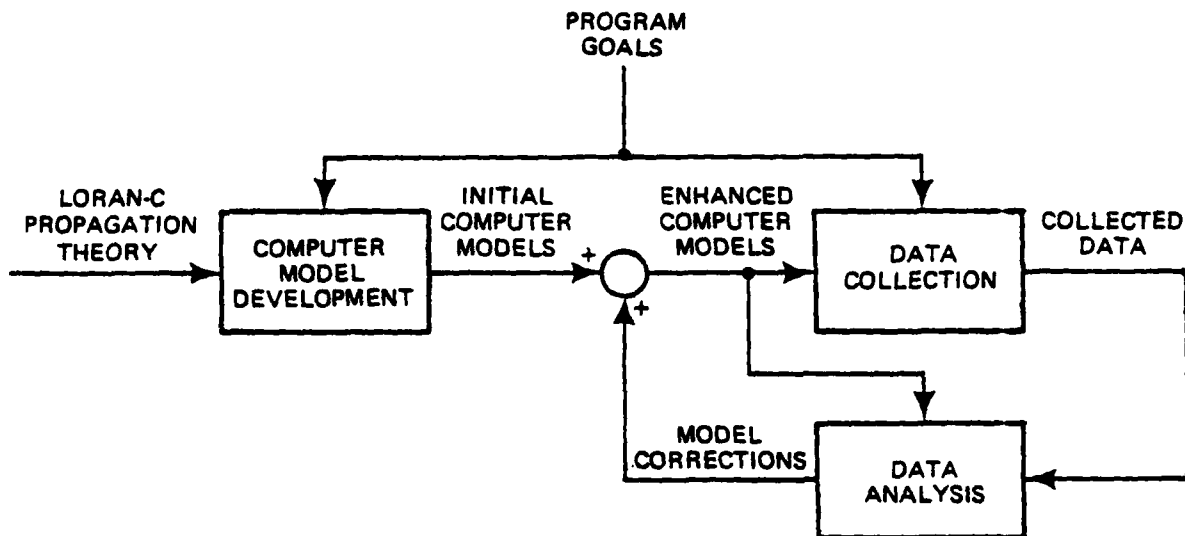 PROGRAM
GOALS
LORAN-C
PROPAGATION
THEORY
COMPUTER
MODEL
DEVELOPMENT
INITIAL
COMPUTER
MODELS
+
+
ENHANCED
COMPUTER
MODELS
DATA
COLLECTION
COLLECTED
DATA
MODEL
CORRECTIONS
DATA
ANALYSIS